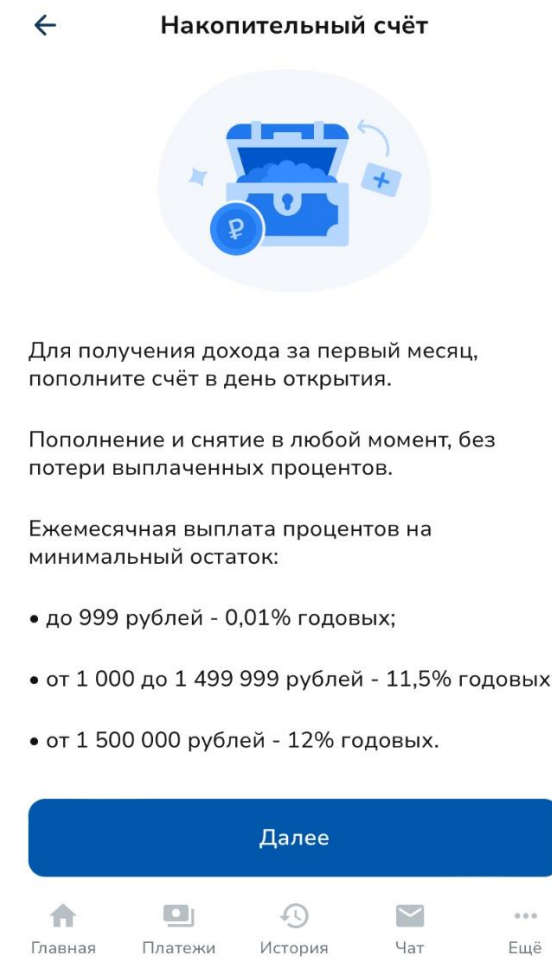 Накопительный счёт
₽
Для получения дохода за первый месяц,
пополните счёт в день открытия.
Пополнение и снятие в любой момент, без
потери выплаченных процентов.
Ежемесячная выплата процентов на
минимальный остаток:
• до 999 рублей - 0,01% годовых;
• от 1 000 до 1 499 999 рублей - 11,5% годовых
• от 1 500 000 рублей - 12% годовых.
Далее
Главная Платежи История Чат Ещё